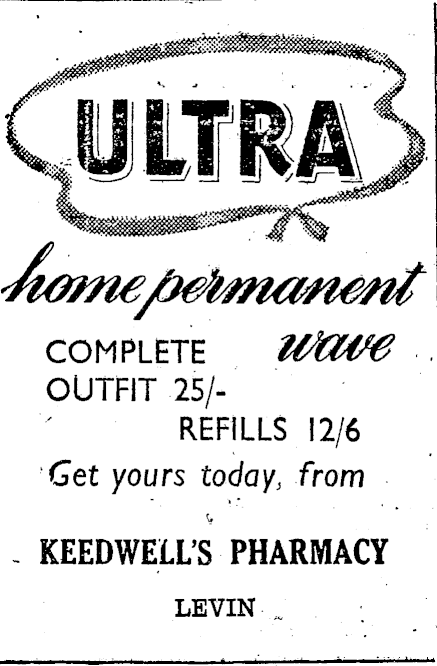 ULTRA
home permanent
wave
COMPLETE
OUTFIT 25/-
REFILLS 12/6
Get yours today, from
KEEDWELL'S PHARMACY
LEVIN